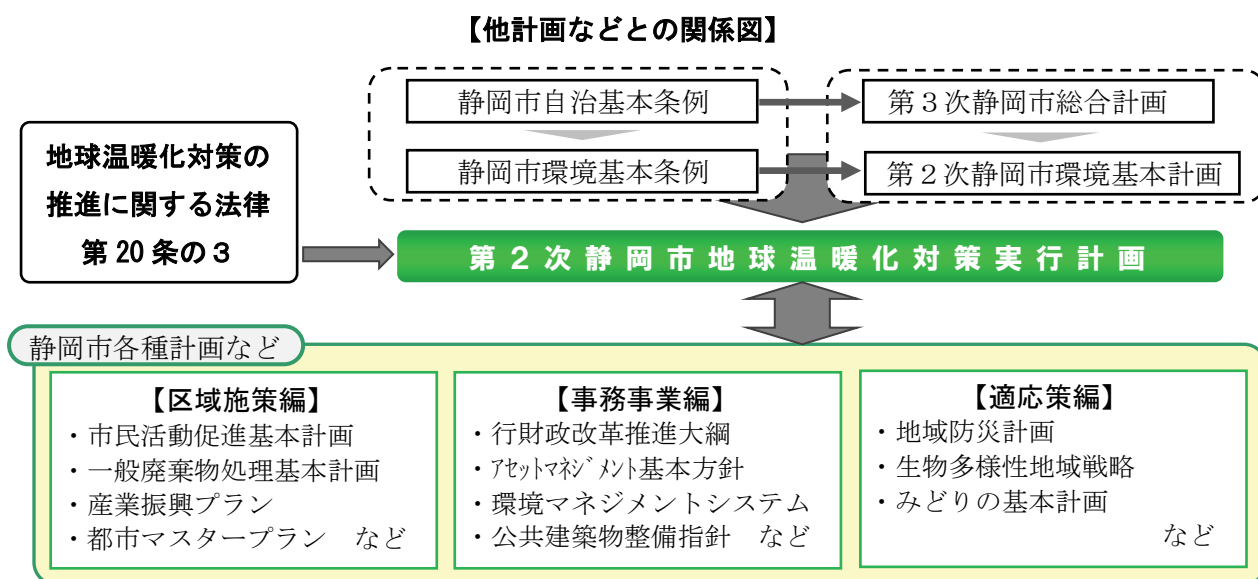 【他計画などとの関係図】
静岡市自治基本条例
第３次静岡市総合計画
静岡市環境基本条例
第２次静岡市環境基本計画
地球温暖化対策の
推進に関する法律
第 20 条の３
第２次静岡市地球温暖化対策実行計画
静岡市各種計画など
【区域施策編】
・市民活動促進基本計画
・一般廃棄物処理基本計画
・産業振興プラン
・都市マスタープラン　など
【事務事業編】
・行財政改革推進大綱
・ｱｾｯﾄﾏﾈｼﾞﾒﾝﾄ基本方針
・環境マネジメントシステム
・公共建築物整備指針　など
【適応策編】
・地域防災計画
・生物多様性地域戦略
・みどりの基本計画
など